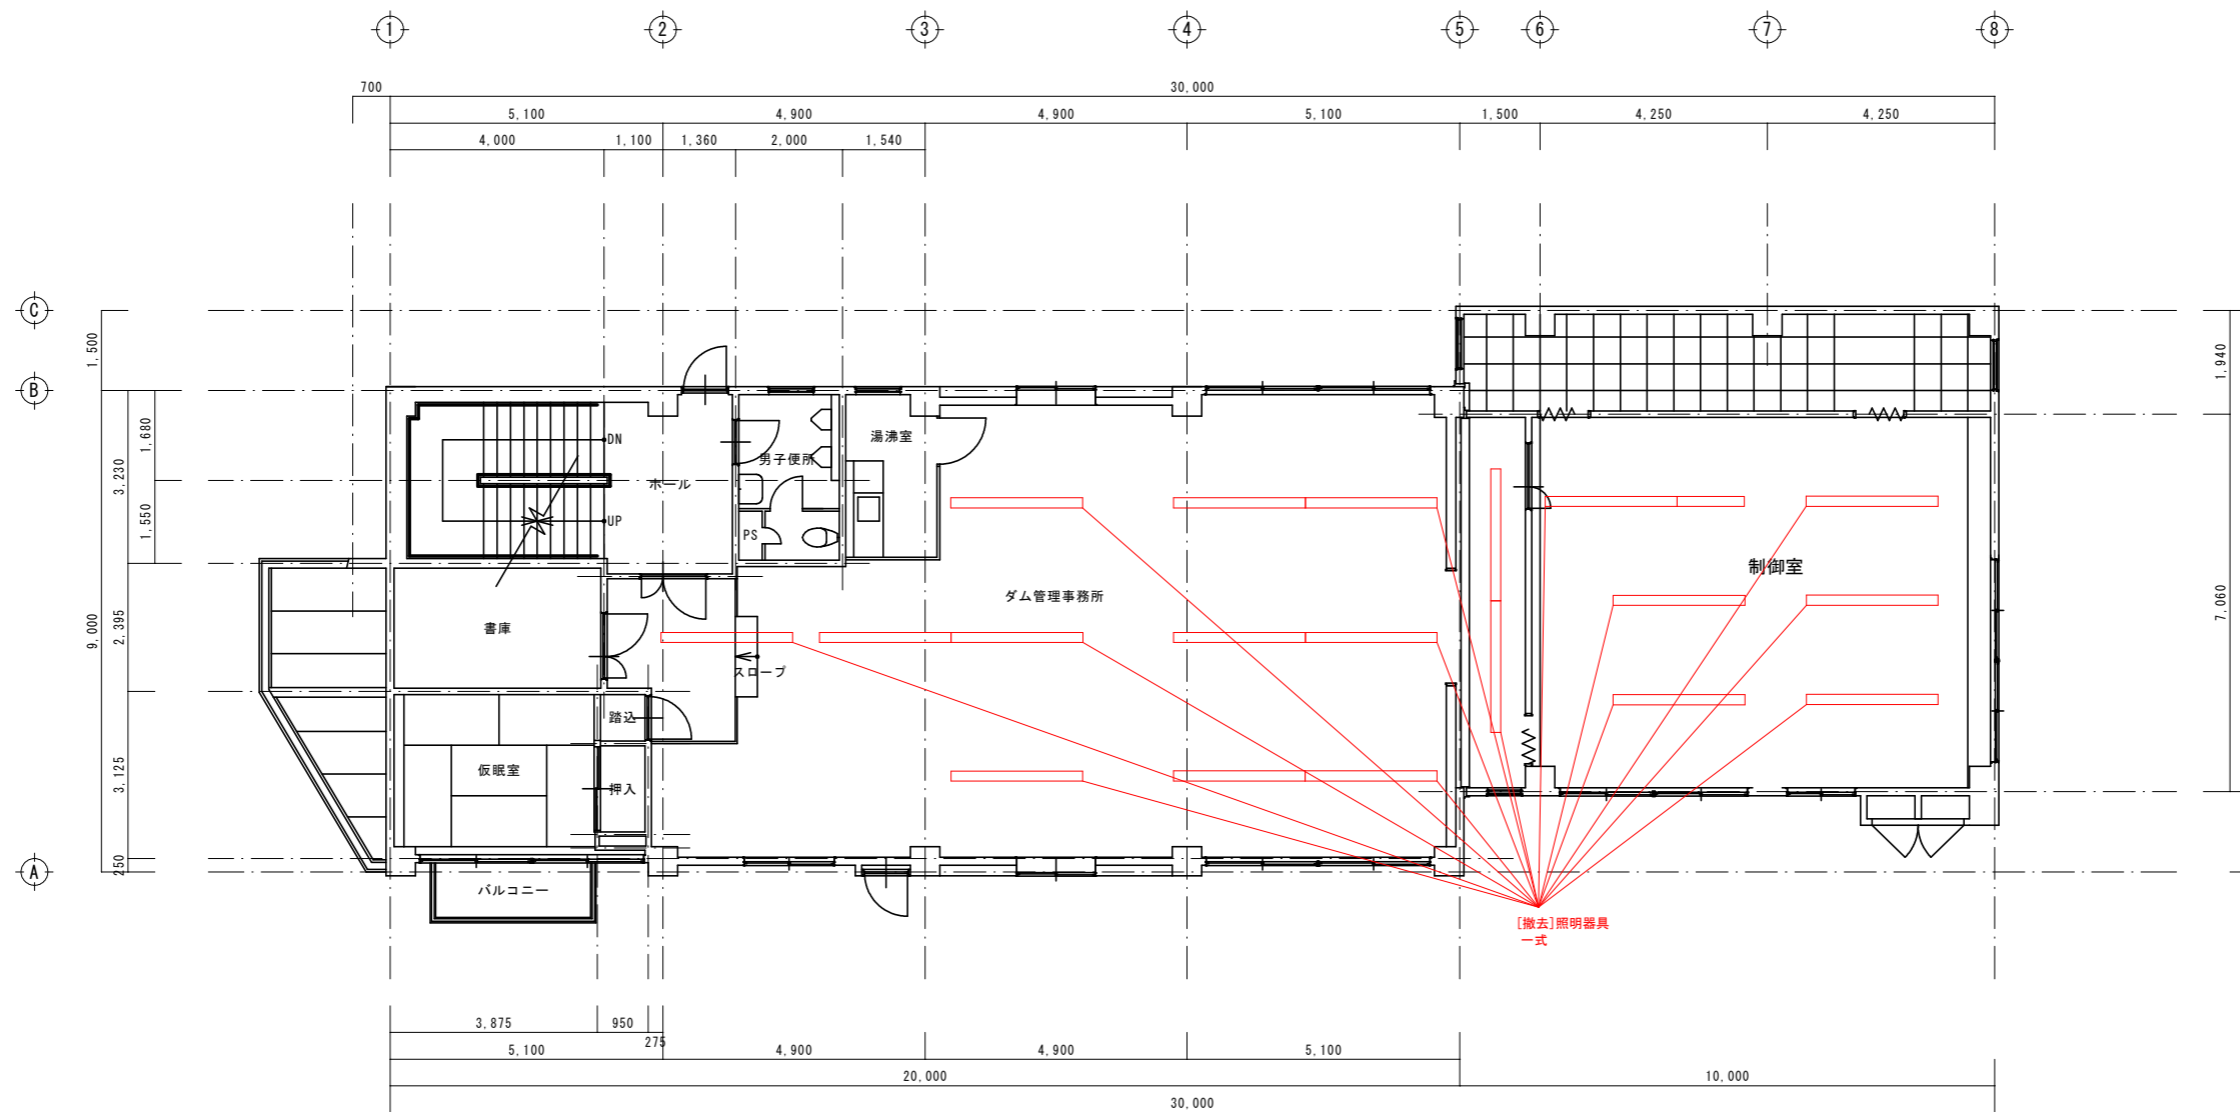 1 2 3 4 5 6 7 8
700 30,000
5,100 4,900 4,900 5,100 1,500 4,250 4,250
4,000 1,100 1,360 2,000 1,540
C
1,500
1,940
B
1,680
3,230
1,550
DN
UP
ホール
男子便所
湯沸室
PS
制御室
ダム管理事務所
9,000
2,395
7,060
書庫
スロープ
踏込
3,125
仮眠室
押入
250
A
バルコニー
[撤去]照明器具
一式
3,875 950
275
5,100 4,900 4,900 5,100
20,000 10,000
30,000